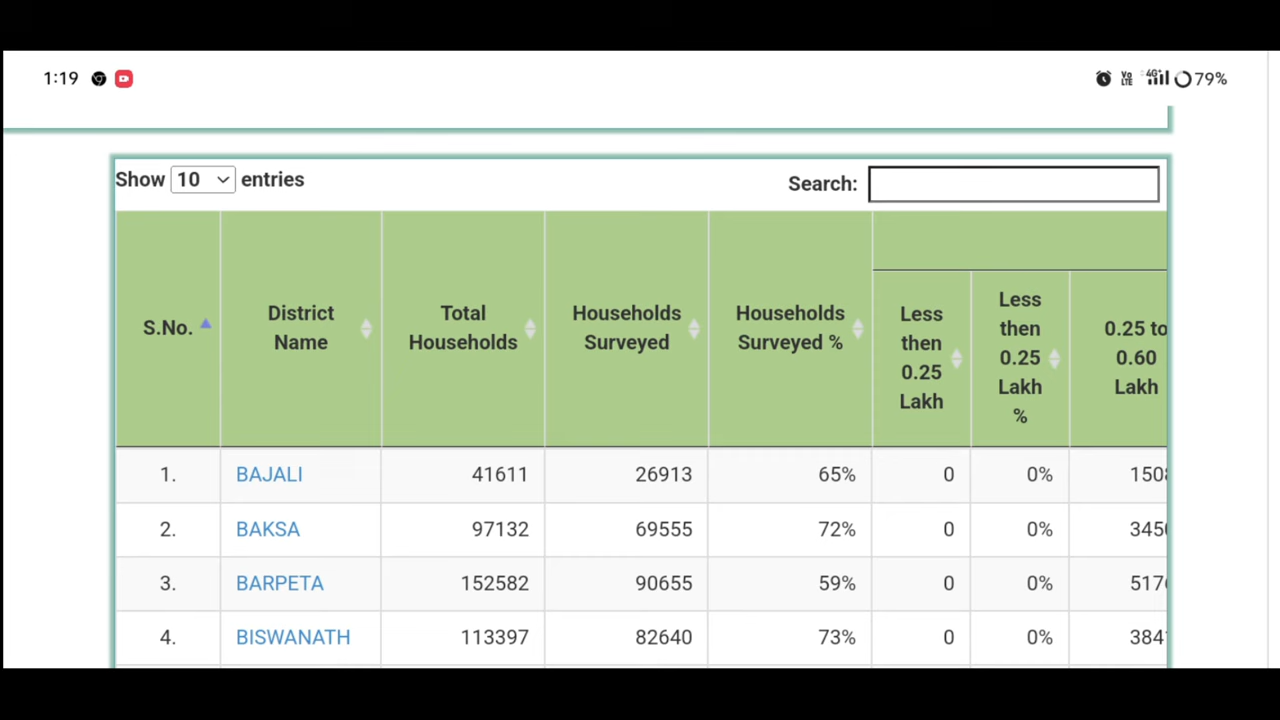 1:19 79%
Show 10 entries Search:
S.No. District Name Total Households Households Surveyed Households Surveyed % Less then 0.25 Lakh Less then 0.25 Lakh % 0.25 to 0.60 Lakh
1. BAJALI 41611 26913 65% 0 0%
2. BAKSA 97132 69555 72% 0 0%
3. BARPETA 152582 90655 59% 0 0%
4. BISWANATH 113397 82640 73% 0 0%